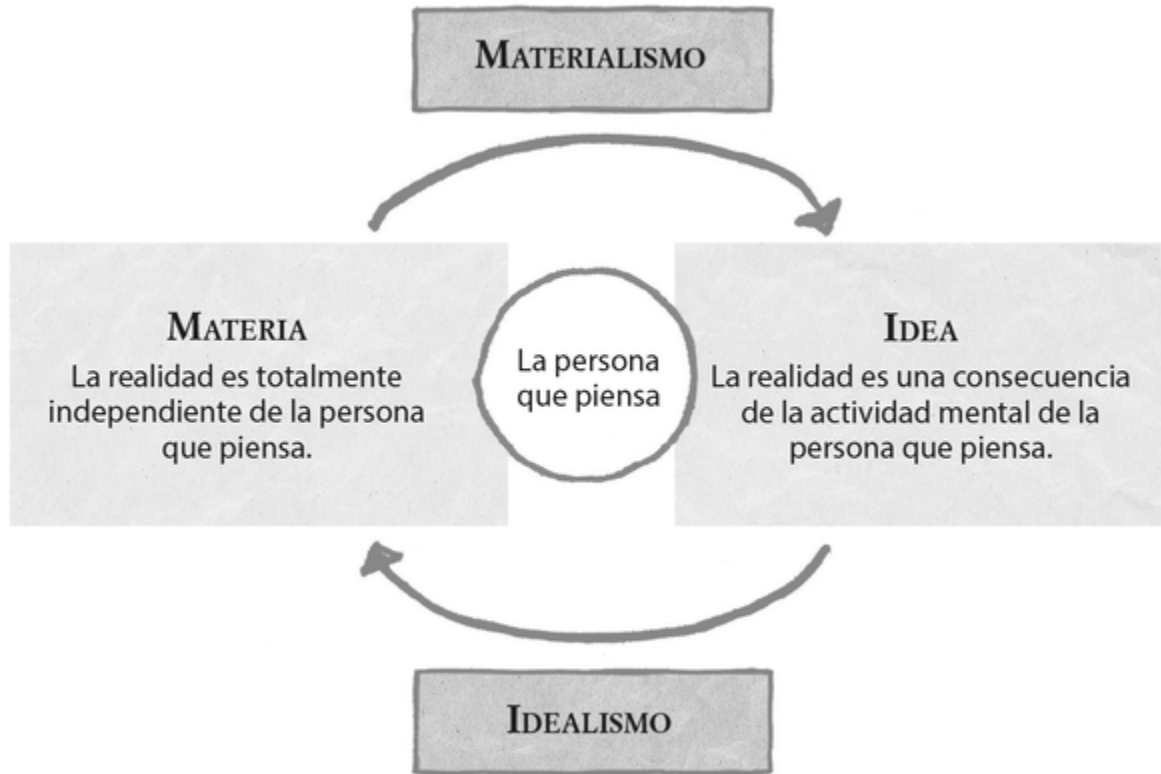 MATERIALISMO
MATERIA
La realidad es totalmente
independiente de la persona
que piensa.
La persona
que piensa
IDEA
La realidad es una consecuencia
de la actividad mental de la
persona que piensa.
IDEALISMO